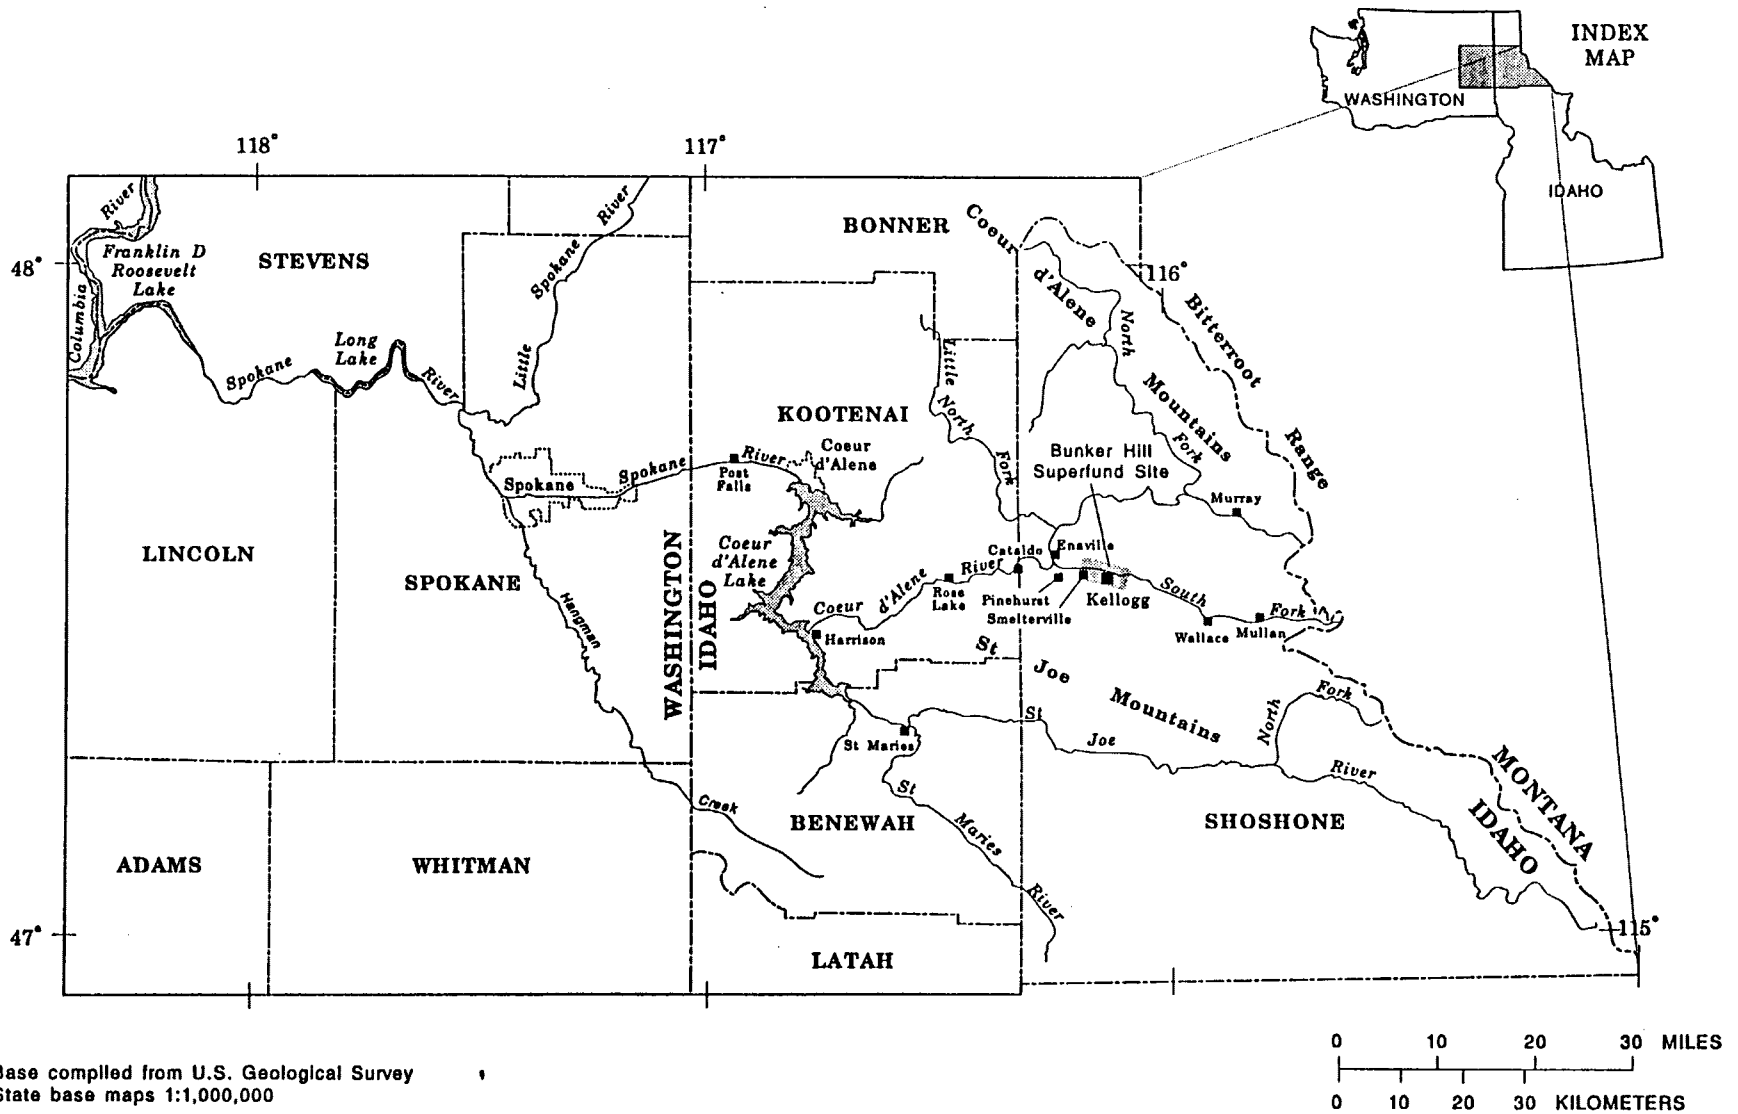 INDEX
MAP
WASHINGTON
IDAHO
118°
117°
River
Franklin D
Roosevelt
Lake
Columbia
48°
STEVENS
Long
Lake
Spokane
River
Little
Spokane
River
BONNER
Coeur
d'Alene
Mountains
116°
Bitterroot
Range
North
Fork
Little
North
Fork
KOOTENAI
Coeur
d'Alene
Spokane
River
Post
Falls
Spokane
Bunker Hill
Superfund Site
Murray
LINCOLN
SPOKANE
Hangman
Creek
WASHINGTON
IDAHO
Coeur
d'Alene
Lake
Cataldo
Enaville
Coeur
d'Alene
River
Rose
Lake
Pinehurst
Smelterville
Kellogg
South
Fork
Wallace
Mullan
Harrison
St
Joe
Mountains
St Maries
St
Joe
River
North
Fork
St
Maries
River
MONTANA
IDAHO
BENEWAH
SHOSHONE
ADAMS
WHITMAN
LATAH
47°
115°
Base compiled from U.S. Geological Survey
State base maps 1:1,000,000
0 10 20 30 MILES
0 10 20 30 KILOMETERS